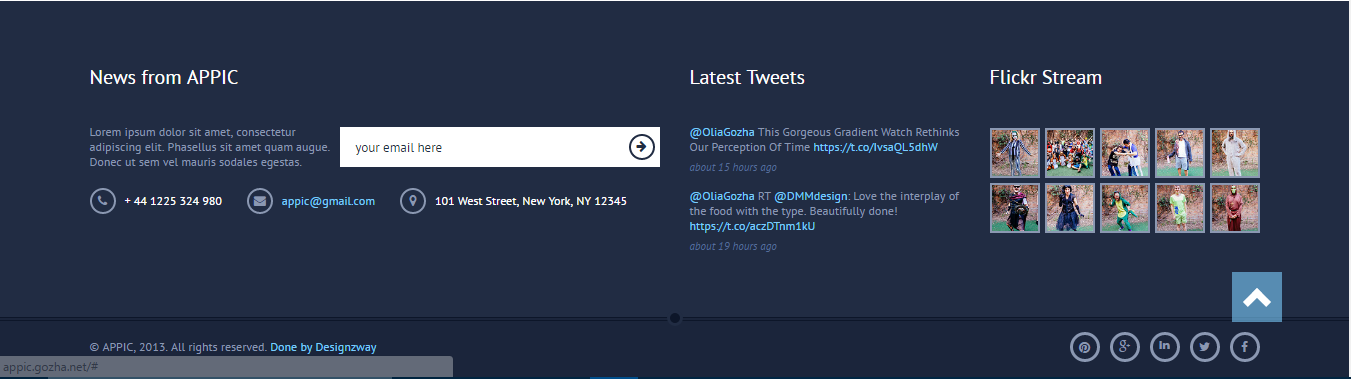 News from APPIC
Lorem ipsum dolor sit amet, consectetur
adipiscing elit. Phasellus sit amet quam augue.
Donec ut sem vel mauris sodales egestas.
your email here
+ 44 1225 324 980
appic@gmail.com
101 West Street, New York, NY 12345
Latest Tweets
@OliaGozha This Gorgeous Gradient Watch Rethinks
Our Perception Of Time https://t.co/IvsaQL5dhW
about 15 hours ago
@OliaGozha RT @DMMdesign: Love the interplay of
the food with the type. Beautifully done!
https://t.co/aczDTnm1kU
about 19 hours ago
Flickr Stream
© APPIC, 2013. All rights reserved. Done by Designzway
appic.gozha.net/#